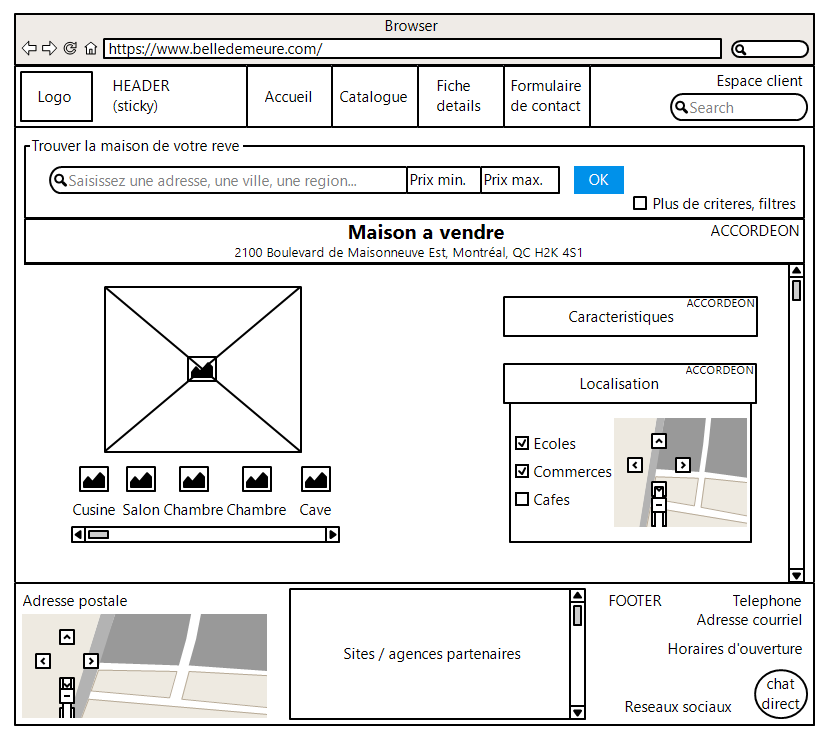 Browser
https://www.belledemeure.com/
Logo
HEADER
(sticky)
Accueil
Catalogue
Fiche
details
Formulaire
de contact
Espace client
Search
Trouver la maison de votre reve
Saisissez une adresse, une ville, une region...
Prix min.
Prix max.
OK
Plus de criteres, filtres
Maison a vendre
ACCORDEON
2100 Boulevard de Maisonneuve Est, Montréal, QC H2K 4S1
ACCORDEON
Caracteristiques
ACCORDEON
Localisation
Ecoles
Commerces
Cafes
Cusine
Salon
Chambre
Chambre
Cave
Adresse postale
Sites / agences partenaires
FOOTER
Telephone
Adresse courriel
Horaires d'ouverture
Reseaux sociaux
chat
direct